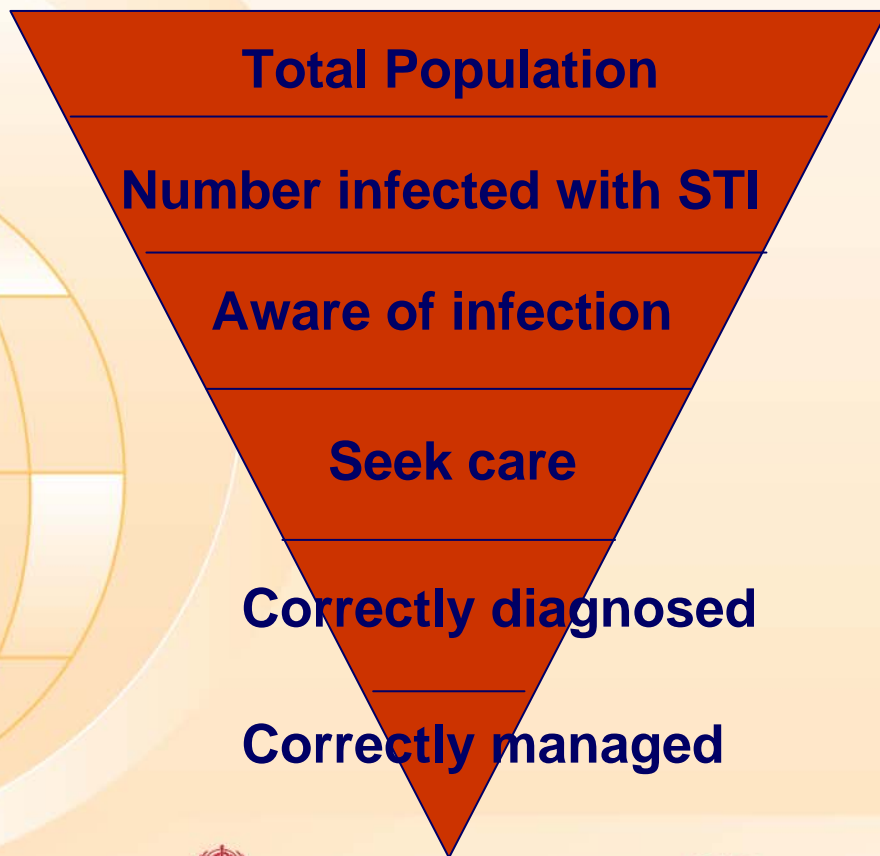 Total Population
Number infected with STI
Aware of infection
Seek care
Correctly diagnosed
Correctly managed